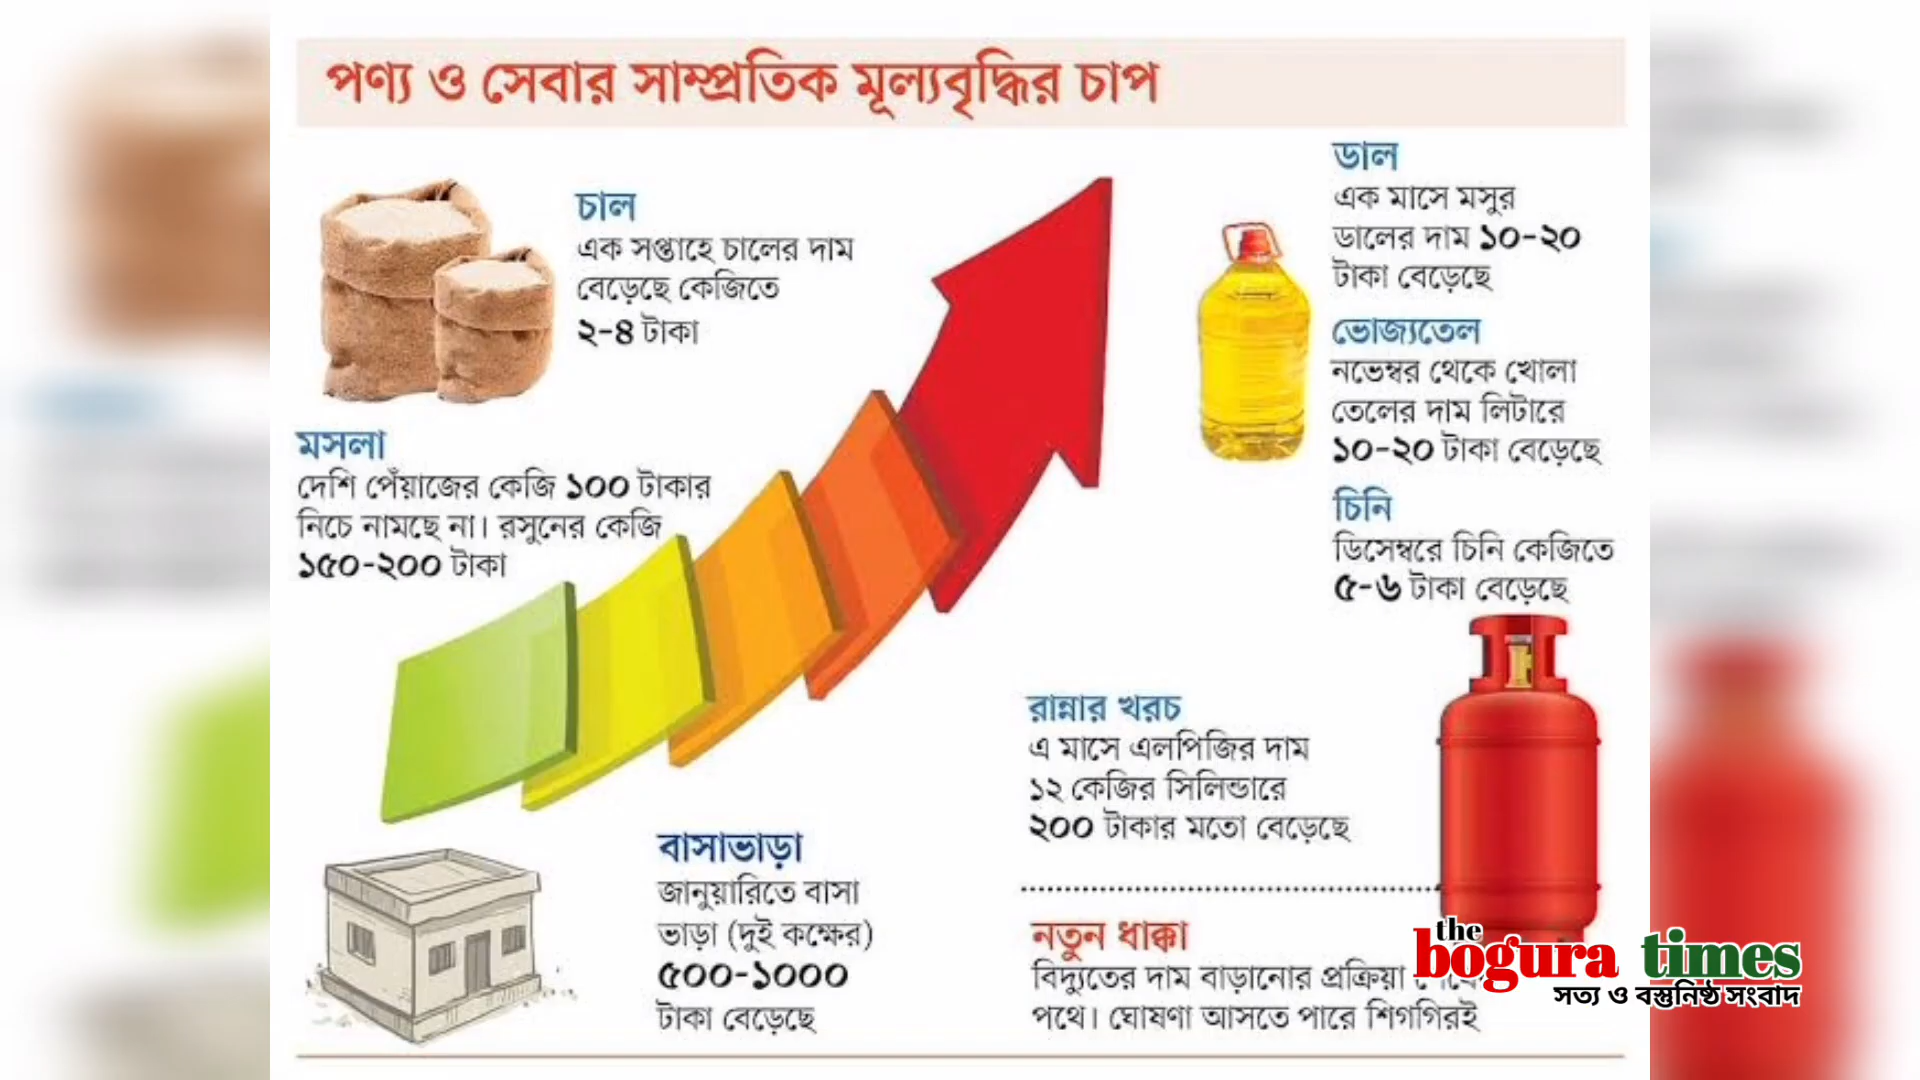 পণ্য ও সেবার সাম্প্রতিক মূল্যবৃদ্ধির চাপ
চাল
এক সপ্তাহে চালের দাম
বেড়েছে কেজিতে
২-৪ টাকা
মসলা
দেশি পেঁয়াজের কেজি ১০০ টাকার
নিচে নামছে না। রসুনের কেজি
১৫০-২০০ টাকা
ডাল
এক মাসে মসুর
ডালের দাম ১০-২০
টাকা বেড়েছে
ভোজ্যতেল
নভেম্বর থেকে খোলা
তেলের দাম লিটারে
১০-২০ টাকা বেড়েছে
চিনি
ডিসেম্বরে চিনি কেজিতে
৫-৬ টাকা বেড়েছে
রান্নার খরচ
এ মাসে এলপিজির দাম
১২ কেজির সিলিন্ডারে
২০০ টাকার মতো বেড়েছে
বাসাভাড়া
জানুয়ারিতে বাসা
ভাড়া (দুই কক্ষের)
৫০০-১০০০
টাকা বেড়েছে
নতুন ধাক্কা
বিদ্যুতের দাম বাড়ানোর প্রক্রিয়া
পথে। ঘোষণা আসতে পারে শিগগিরই
the
bogura times
সত্য ও বস্তুনিষ্ঠ সংবাদ